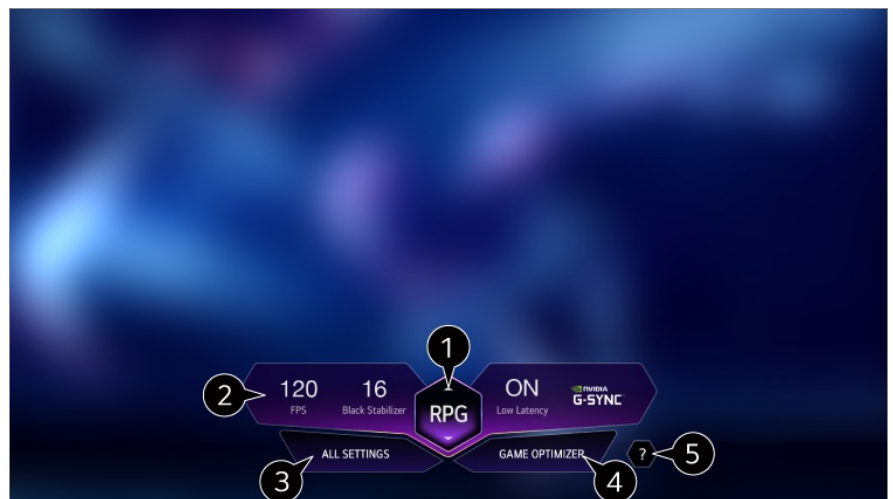 1
2
120
FPS
16
Black Stabilizer
RPG
ON
Low Latency
NVIDIA
G-SYNC
3
ALL SETTINGS
GAME OPTIMIZER
4
?
5